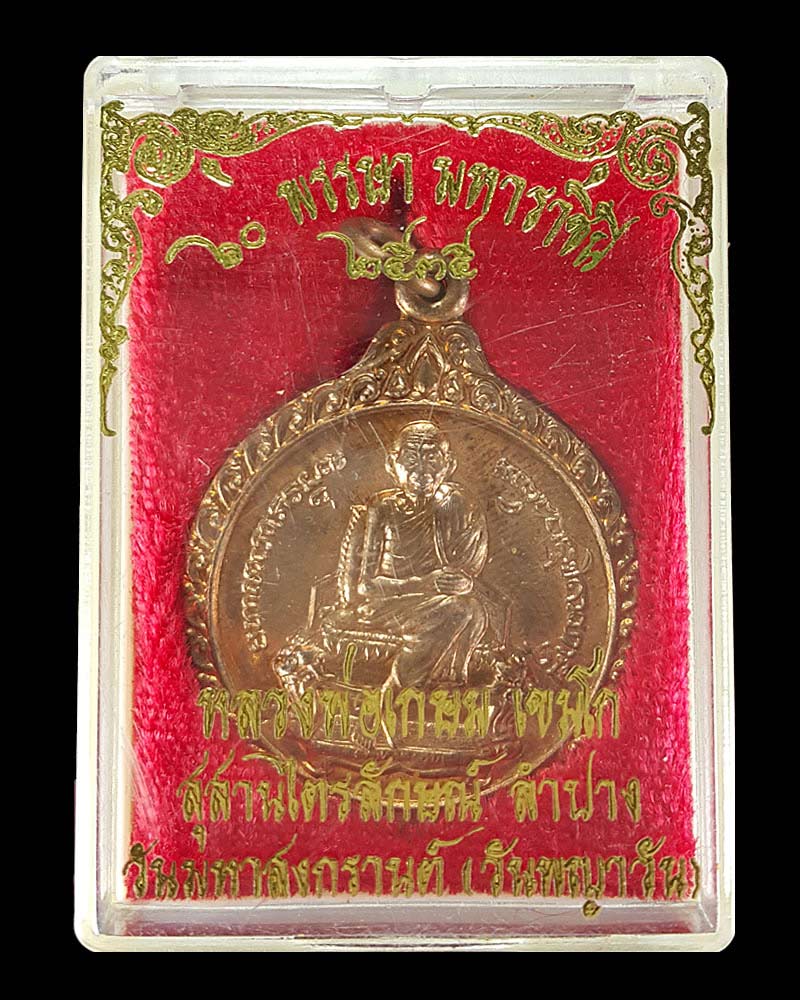 ๖๐ พรรษา มหาราชินี
๒๕๓๕
หลวงพ่อเกษม เขมโก
สุสานไตรลักษณ์ ลำปาง
วันมหาสงกรานต์ (วันพญาวัน)